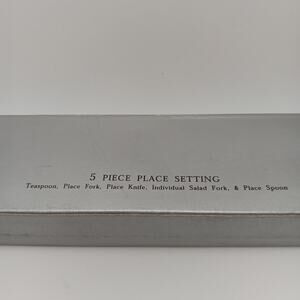 5 PIECE PLACE SETTING
Teaspoon, Place Fork, Place Knife, Individual Salad Fork, & Place Spoon